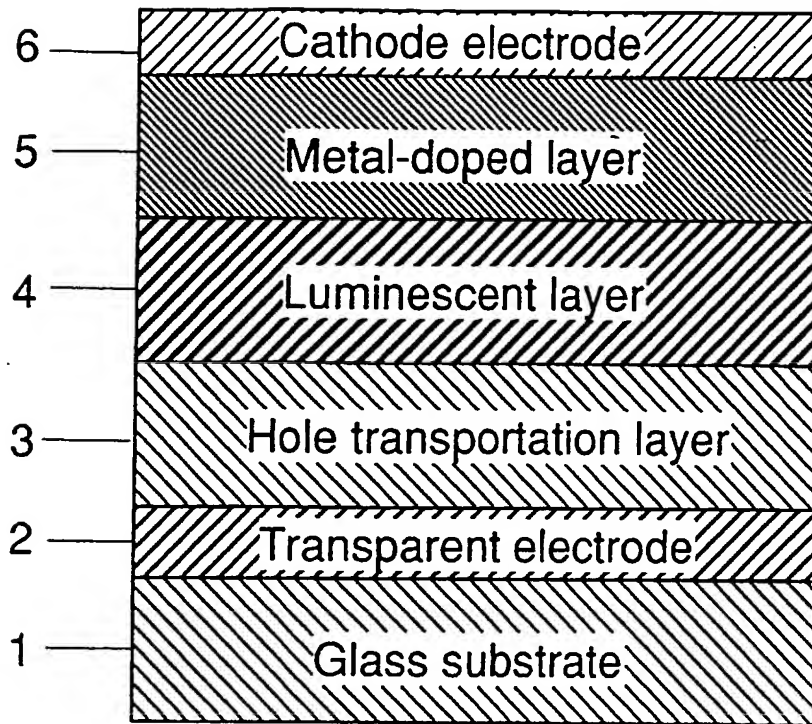 6 Cathode electrode
5 Metal-doped layer
4 Luminescent layer
3 Hole transportation layer
2 Transparent electrode
1 Glass substrate